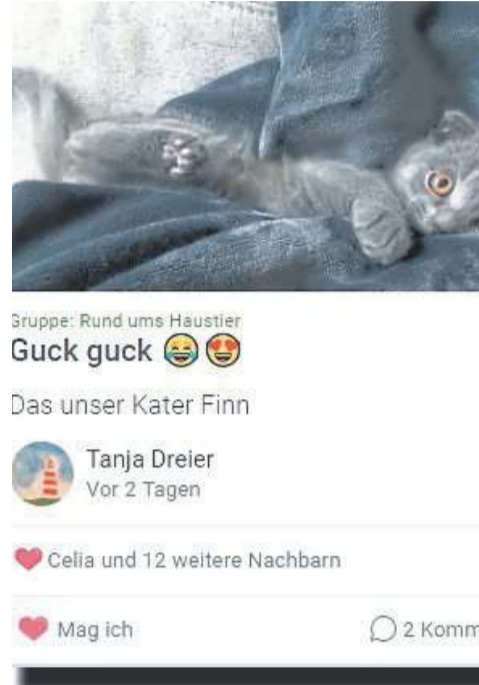 Gruppe: Rund ums Haustier
Guck guck 😂😍
Das unser Kater Finn
Tanja Dreier
Vor 2 Tagen
Celia und 12 weitere Nachbarn
Mag ich
2 Komm